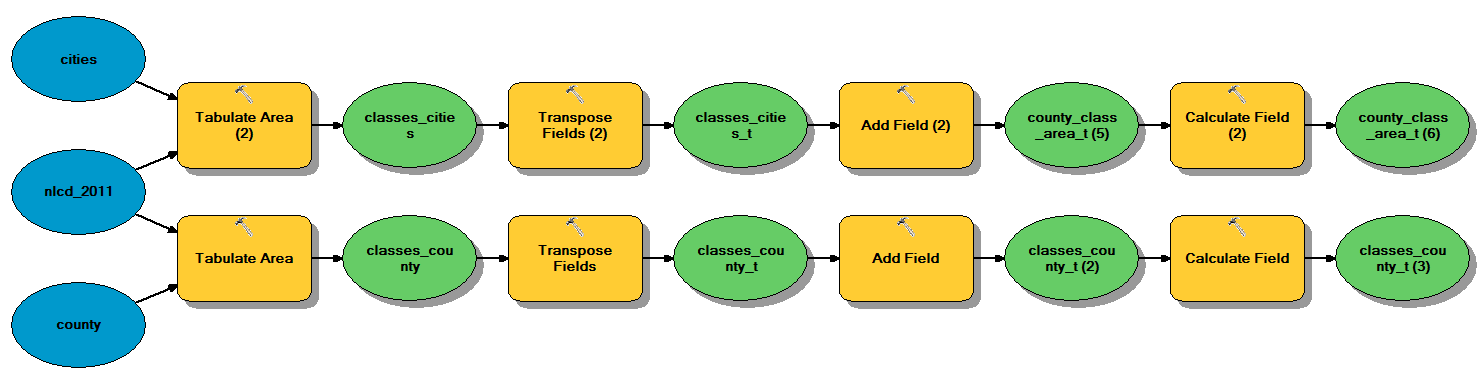 cities
Tabulate Area
(2)
classes_citie
s
Transpose
Fields (2)
classes_citie
s_t
Add Field (2)
county_class
_area_t (5)
Calculate Field
(2)
county_class
_area_t (6)
nlcd_2011
Tabulate Area
classes_cou
nty
Transpose
Fields
classes_cou
nty_t
Add Field
classes_cou
nty_t (2)
Calculate Field
classes_cou
nty_t (3)
county